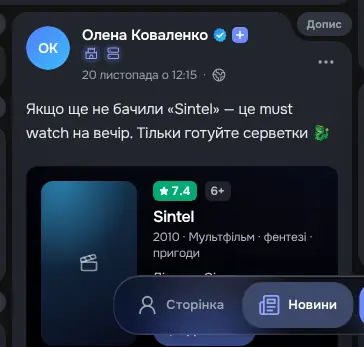 Допис
ОК
Олена Коваленко
20 листопада о 12:15 ·
Якщо ще не бачили «Sintel» — це must
watch на вечір. Тільки готуйте серветки
7.4 6+
Sintel
2010 · Мультфільм · фентезі ·
пригоди
Сторінка
Новини